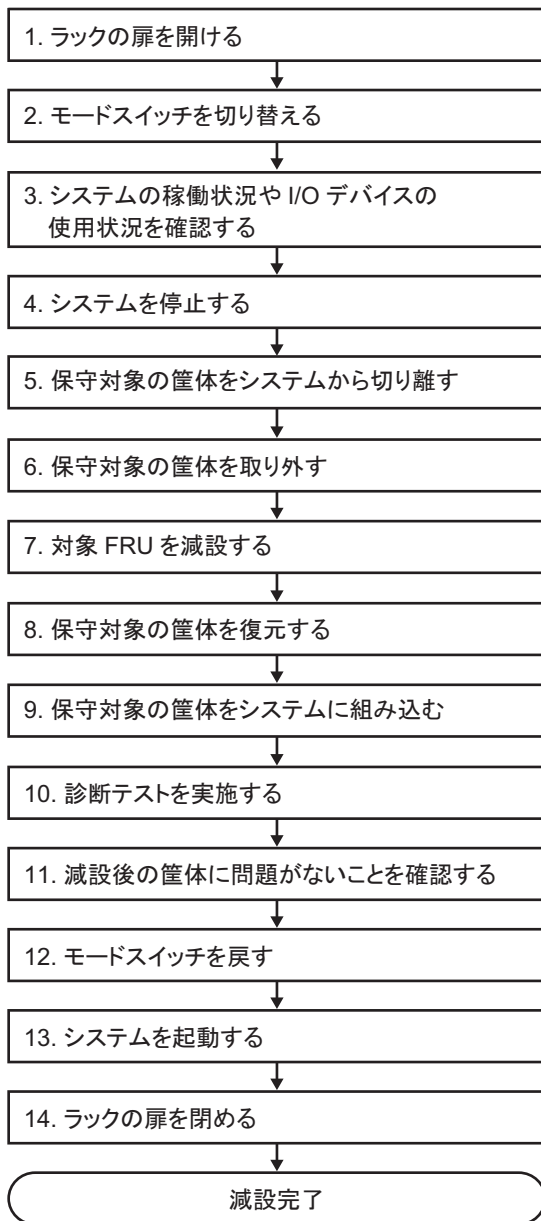 1. ラックの扉を開ける
2. モードスイッチを切り替える
3. システムの稼働状況や I/O デバイスの
使用状況を確認する
4. システムを停止する
5. 保守対象の筐体をシステムから切り離す
6. 保守対象の筐体を取り外す
7. 対象 FRU を減設する
8. 保守対象の筐体を復元する
9. 保守対象の筐体をシステムに組み込む
10. 診断テストを実施する
11. 減設後の筐体に問題がないことを確認する
12. モードスイッチを戻す
13. システムを起動する
14. ラックの扉を閉める
減設完了